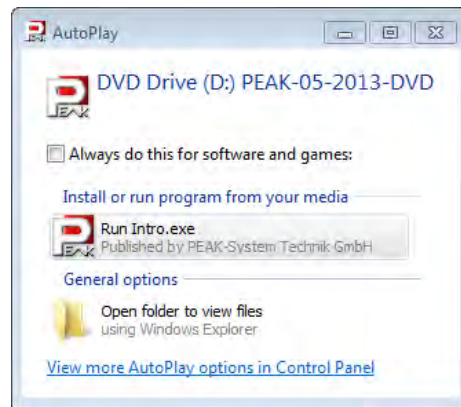 AutoPlay
DVD Drive (D:) PEAK-05-2013-DVD
PEAK
Always do this for software and games:
Install or run program from your media
Run Intro.exe
PEAK
Published by PEAK-System Technik GmbH
General options
Open folder to view files
using Windows Explorer
View more AutoPlay options in Control Panel